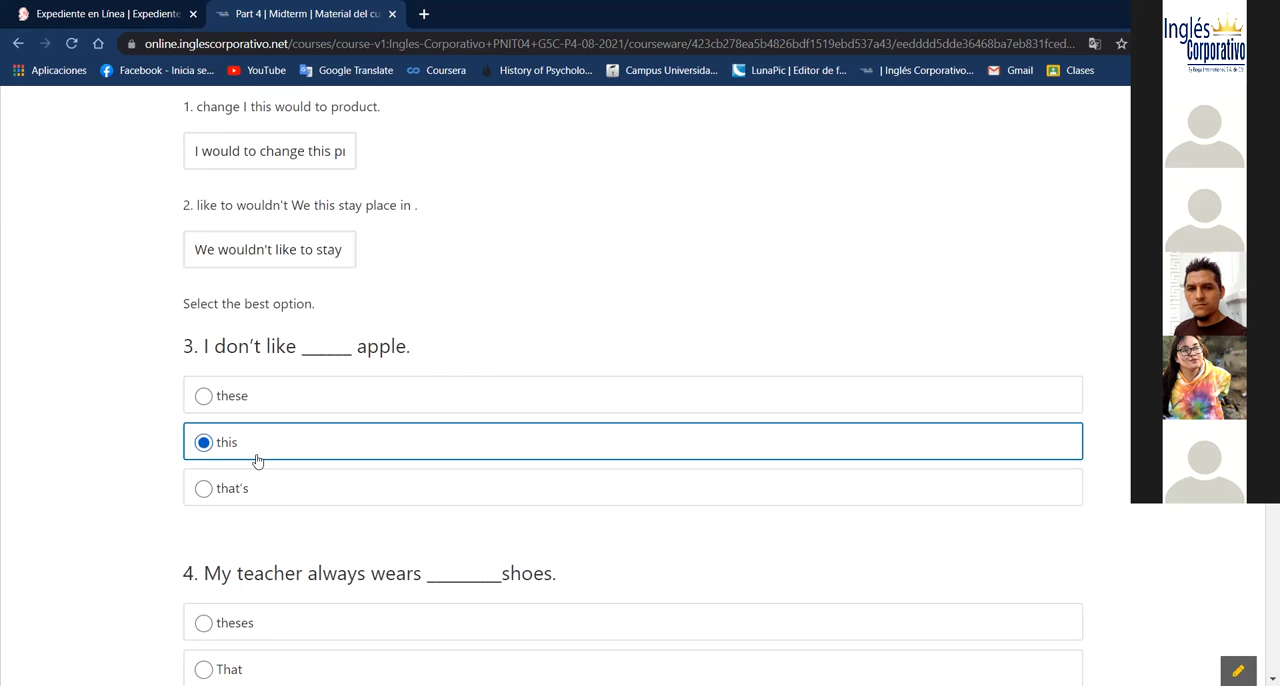 Expediente en Línea | Expediente
Part 4 | Midterm | Material del cu
online.inglescorporativo.net/courses/course-v1:Ingles-Corporativo+PNIT04+G5C-P4-08-2021/courseware/423cb278ea5b4826bdf1519ebd537a43/eedddd5dde36468ba7eb831fced...
Aplicaciones
Facebook - Inicia se...
YouTube
Google Translate
Coursera
History of Psycholo...
Campus Universida...
LunaPic | Editor de f...
| Inglés Corporativo...
Gmail
Clases
Inglés
Corporativo
1. change I this would to product.
I would to change this pr
2. like to wouldn't We this stay place in .
We wouldn't like to stay
Select the best option.
3. I don't like ______ apple.
these
this
that's
4. My teacher always wears _________shoes.
theses
That